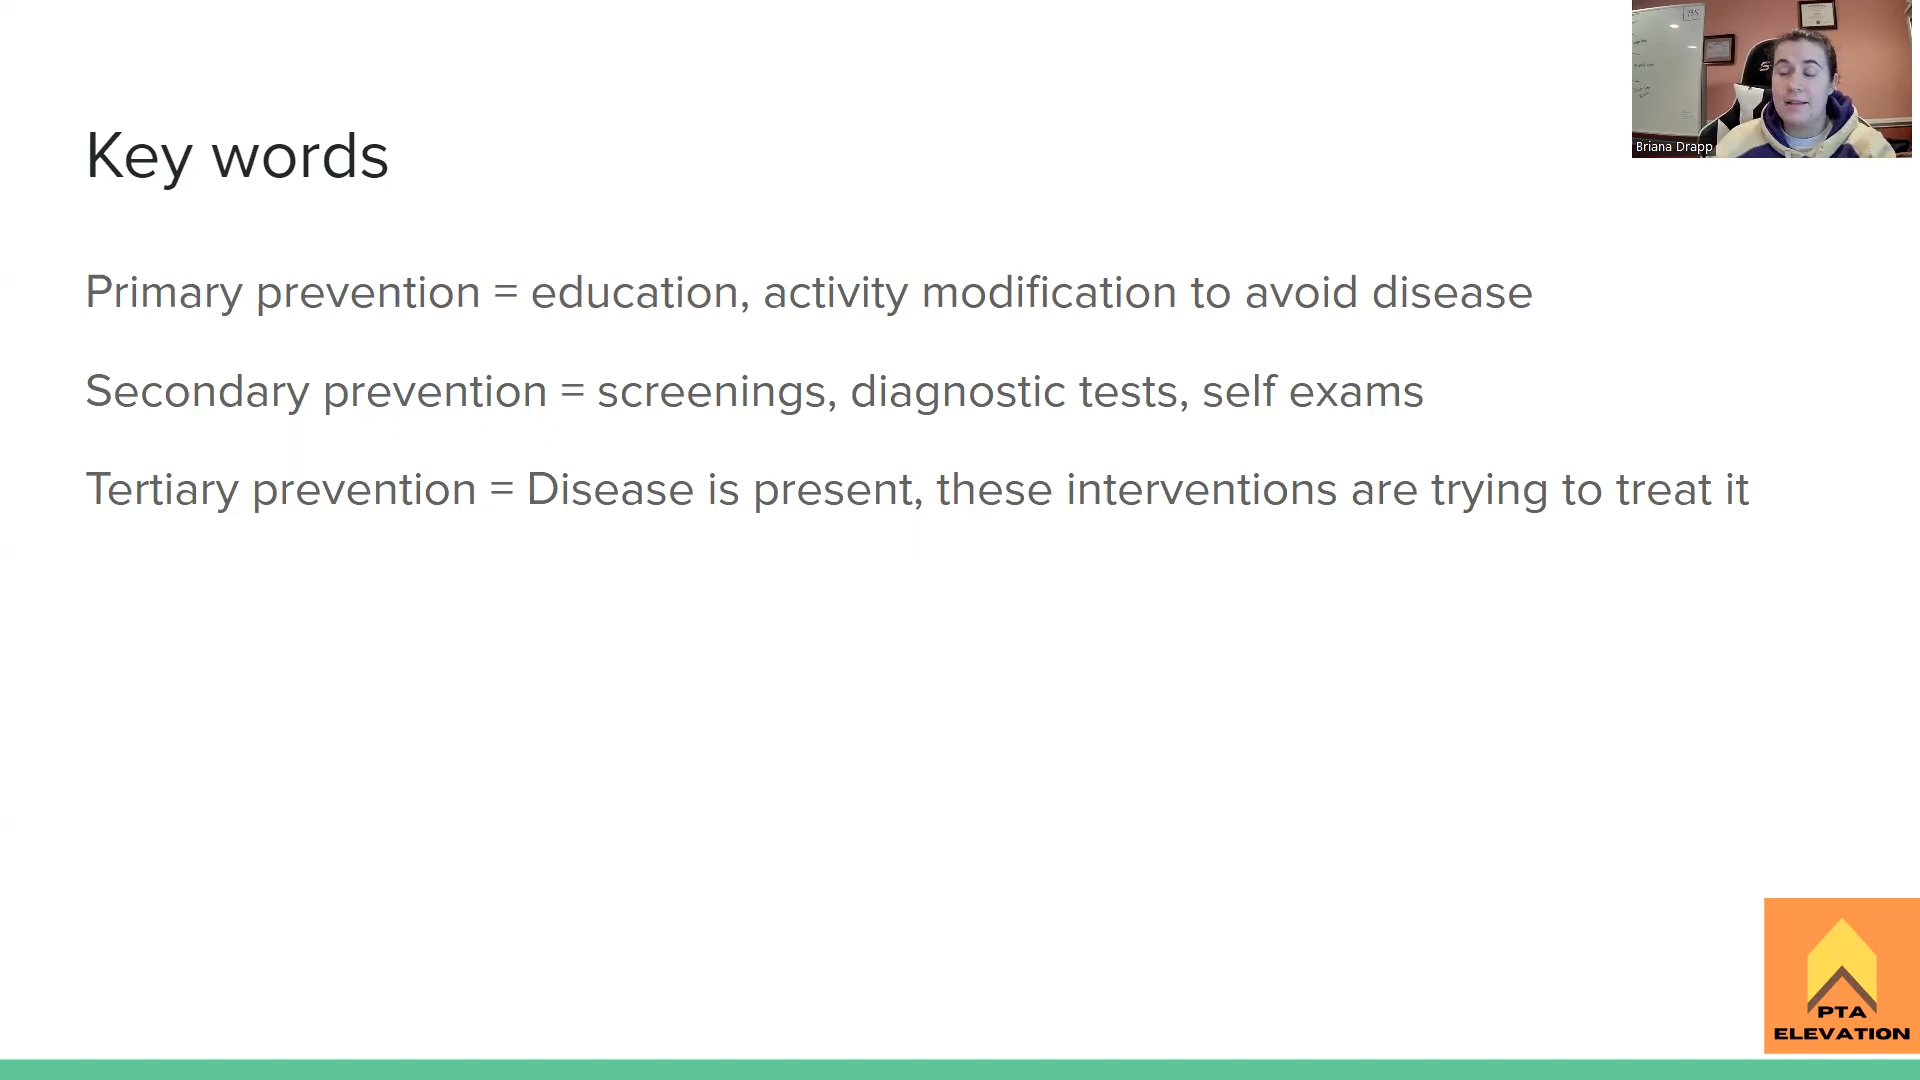 Key words
Primary prevention = education, activity modification to avoid disease
Secondary prevention = screenings, diagnostic tests, self exams
Tertiary prevention = Disease is present, these interventions are trying to treat it
Briana Drapp
PTA
ELEVATION